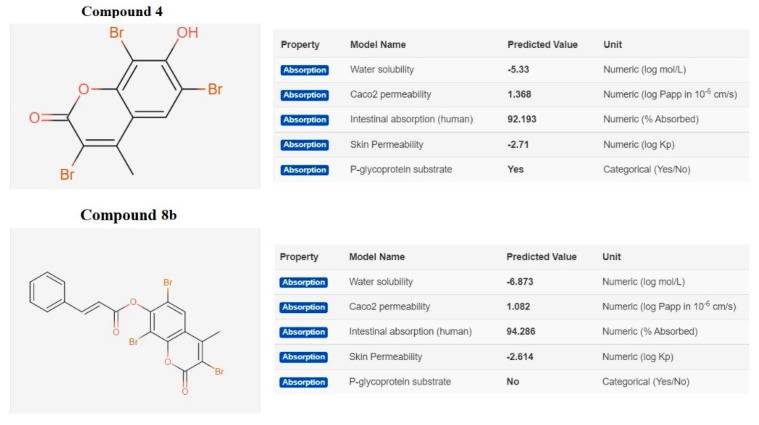 Compound 4
Br
OH
O
Br
O
Br
Property Model Name Predicted Value Unit
Absorption Water solubility -5.33 Numeric (log mol/L)
Absorption Caco2 permeability 1.368 Numeric (log Papp in 10⁻⁶ cm/s)
Absorption Intestinal absorption (human) 92.193 Numeric (% Absorbed)
Absorption Skin Permeability -2.71 Numeric (log Kp)
Absorption P-glycoprotein substrate Yes Categorical (Yes/No)
Compound 8b
Br
O
O
Br
O
Br
O
Property Model Name Predicted Value Unit
Absorption Water solubility -6.873 Numeric (log mol/L)
Absorption Caco2 permeability 1.082 Numeric (log Papp in 10⁻⁶ cm/s)
Absorption Intestinal absorption (human) 94.286 Numeric (% Absorbed)
Absorption Skin Permeability -2.614 Numeric (log Kp)
Absorption P-glycoprotein substrate No Categorical (Yes/No)